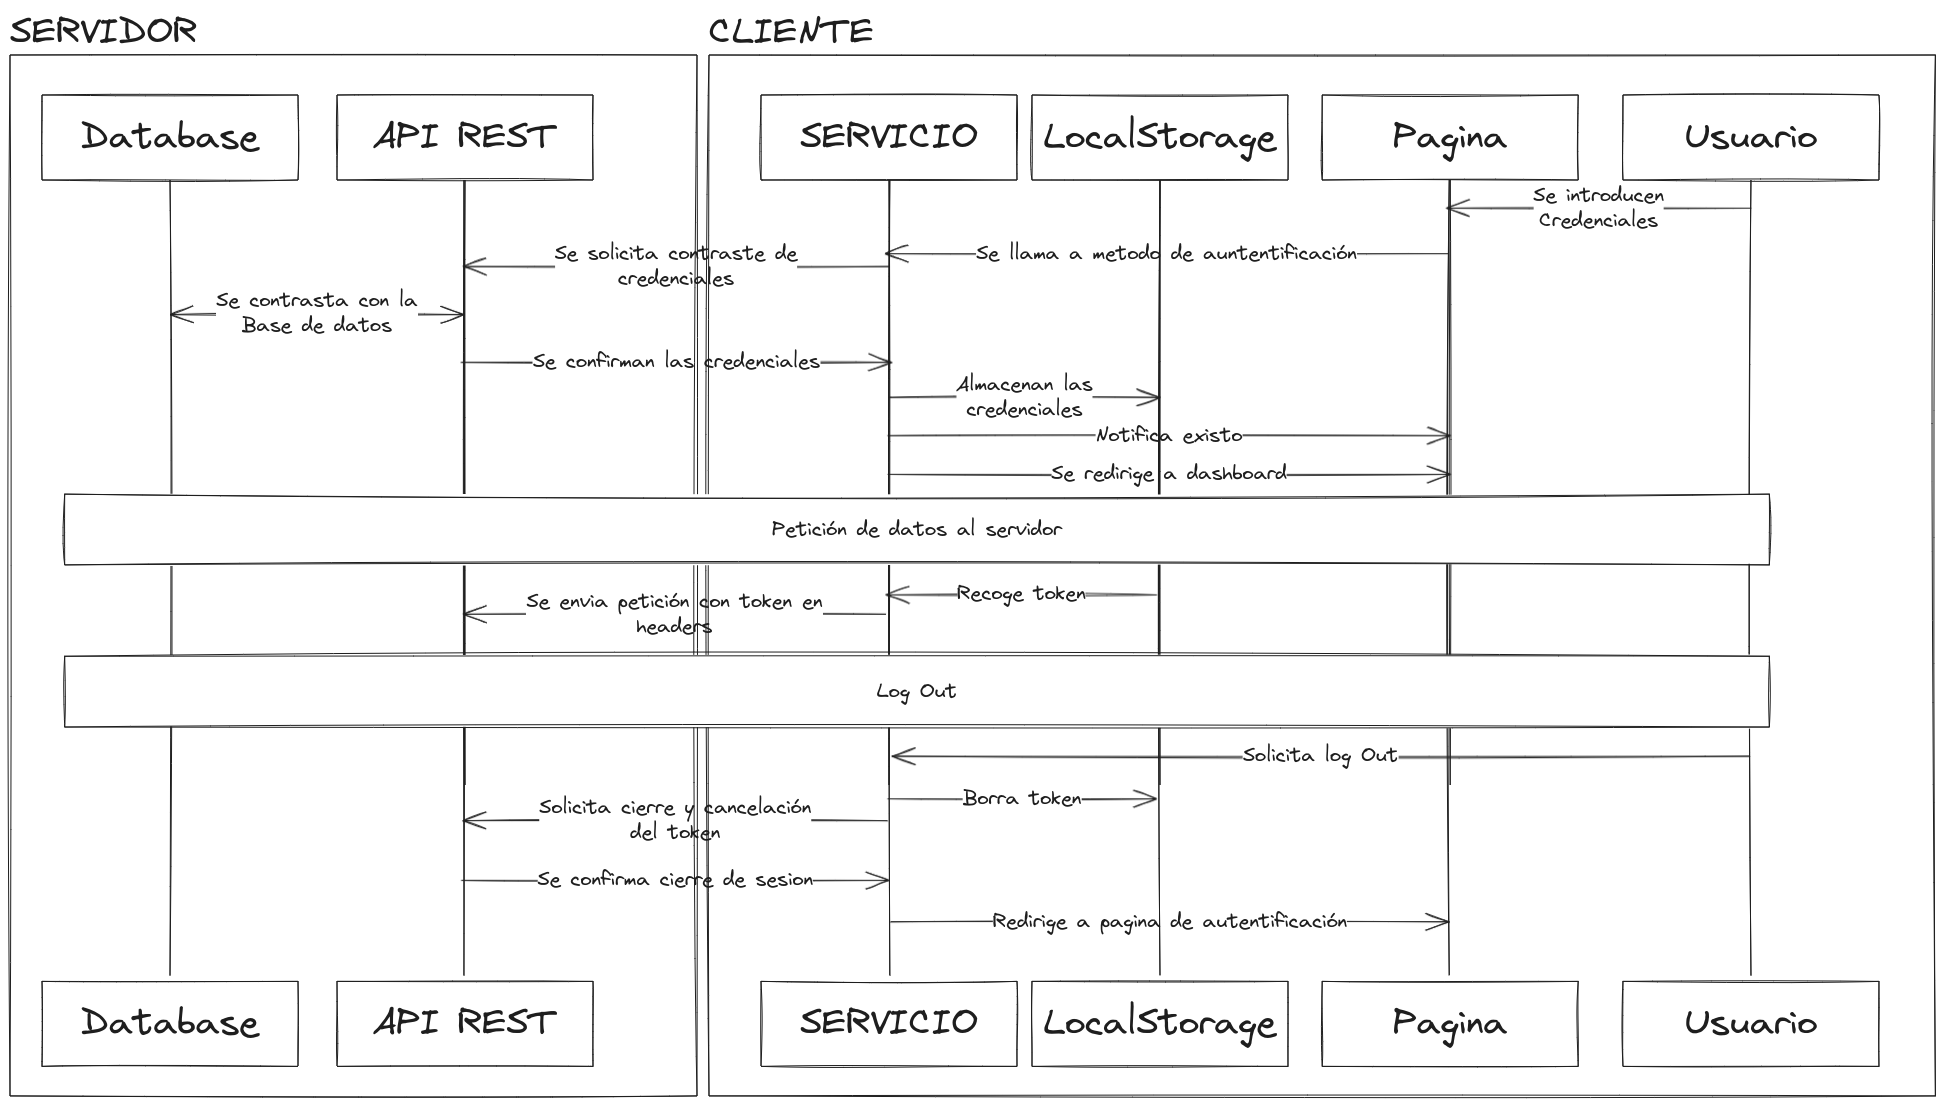 SERVIDOR
CLIENTE
Database
API REST
SERVICIO
LocalStorage
Pagina
Usuario
Se introducen
Credenciales
Se llama a metodo de auntentificación
Se solicita contraste de
credenciales
Se contrasta con la
Base de datos
Se confirman las credenciales
Almacenan las
credenciales
Notifica existo
Se redirige a dashboard
Petición de datos al servidor
Recoge token
Se envia petición con token en
headers
Log Out
Solicita log Out
Borra token
Solicita cierre y cancelación
del token
Se confirma cierre de sesion
Redirige a pagina de autentificación
Database
API REST
SERVICIO
LocalStorage
Pagina
Usuario